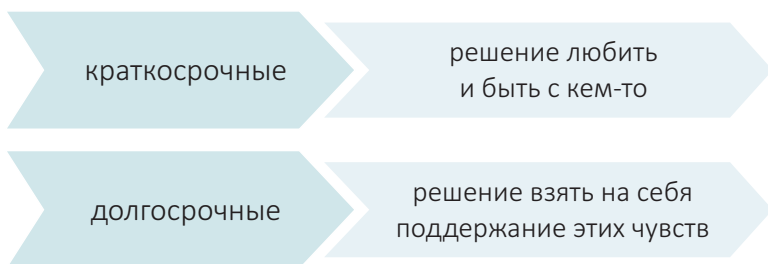 краткосрочные
решение любить
и быть с кем-то
долгосрочные
решение взять на себя
поддержание этих чувств